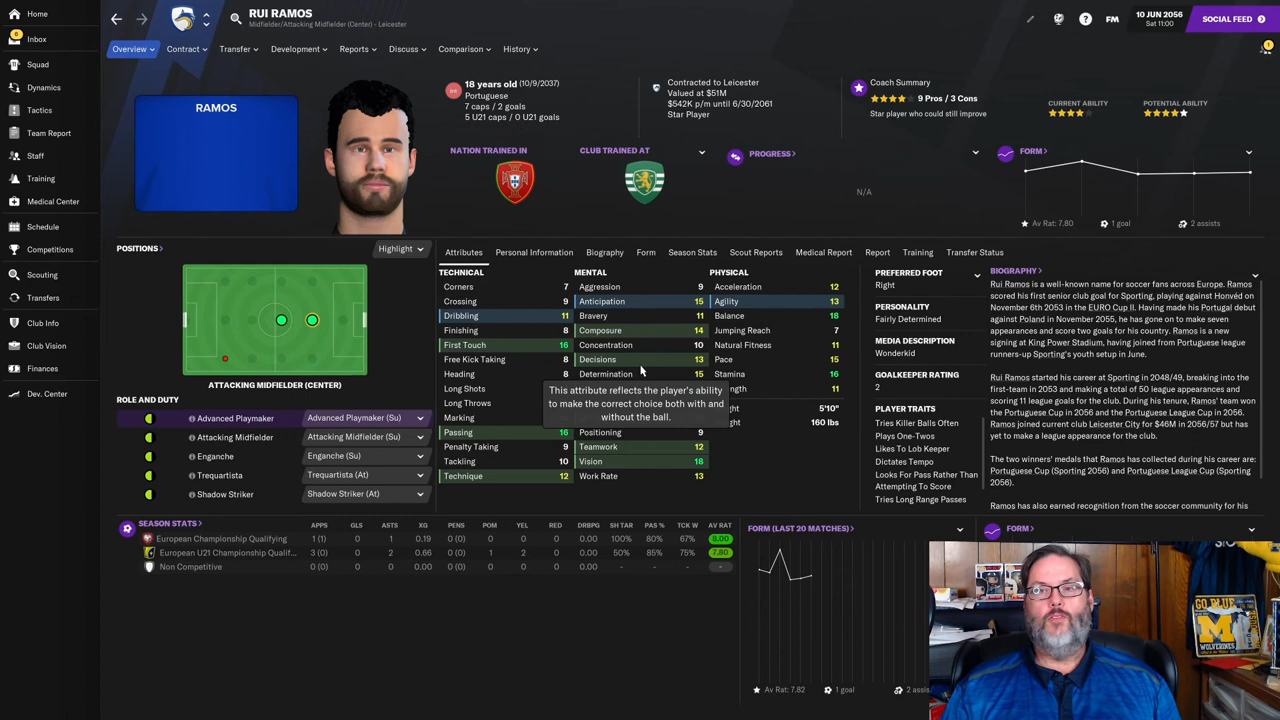 Home
Inbox
6
Squad
Dynamics
Tactics
Team Report
Staff
Training
Medical Center
Schedule
Competitions
Scouting
Transfers
Club Info
Club Vision
Finances
Dev. Center
RUI RAMOS
Midfielder/Attacking Midfielder (Center) - Leicester
FM
10 JUN 2056
Sat 11:00
SOCIAL FEED
1
Overview
Contract
Transfer
Development
Reports
Discuss
Comparison
History
RAMOS
Int
18 years old (10/9/2037)
Portuguese
7 caps / 2 goals
5 U21 caps / 0 U21 goals
Contracted to Leicester
Valued at $51M
$542K p/m until 6/30/2061
Star Player
Coach Summary
9 Pros / 3 Cons
Star player who could still improve
CURRENT ABILITY
POTENTIAL ABILITY
NATION TRAINED IN
CLUB TRAINED AT
PROGRESS
N/A
FORM
Av Rat: 7.80
1 goal
2 assists
POSITIONS
Highlight
ATTACKING MIDFIELDER (CENTER)
ROLE AND DUTY
Advanced Playmaker Advanced Playmaker (Su)
Attacking Midfielder Attacking Midfielder (Su)
Enganche Enganche (Su)
Trequartista Trequartista (At)
Shadow Striker Shadow Striker (At)
Attributes
Personal Information
Biography
Form
Season Stats
Scout Reports
Medical Report
Report
Training
Transfer Status
TECHNICAL
Corners 7
Crossing 9
Dribbling 11
Finishing 8
First Touch 16
Free Kick Taking 8
Heading 8
Long Shots
Long Throws
Marking
Passing 16
Penalty Taking 9
Tackling 10
Technique 12
MENTAL
Aggression 9
Anticipation 15
Bravery 11
Composure 14
Concentration 10
Decisions 13
Determination 15
This attribute reflects the player's ability
to make the correct choice both with and
without the ball.
Positioning 9
Teamwork 12
Vision 18
Work Rate 13
PHYSICAL
Acceleration 12
Agility 13
Balance 18
Jumping Reach 7
Natural Fitness 11
Pace 15
Stamina 16
ngth 11
ght 5'10"
ght 160 lbs
PREFERRED FOOT
Right
PERSONALITY
Fairly Determined
MEDIA DESCRIPTION
Wonderkid
GOALKEEPER RATING
2
PLAYER TRAITS
Tries Killer Balls Often
Plays One-Twos
Likes To Lob Keeper
Dictates Tempo
Looks For Pass Rather Than
Attempting To Score
Tries Long Range Passes
BIOGRAPHY
Rui Ramos is a well-known name for soccer fans across Europe. Ramos
scored his first senior club goal for Sporting, playing against Honvéd on
November 6th 2053 in the EURO Cup II. Having made his Portugal debut
against Poland in November 2055, he has gone on to make seven
appearances and score two goals for his country. Ramos is a new
signing at King Power Stadium, having joined from Portuguese league
runners-up Sporting's youth setup in June.
Rui Ramos started his career at Sporting in 2048/49, breaking into the
first-team in 2053 and making a total of 50 league appearances and
scoring 11 league goals for the club. During his tenure, Ramos' team won
the Portuguese Cup in 2056 and the Portuguese League Cup in 2056.
Ramos joined current club Leicester City for $46M in 2056/57 but has
yet to make a league appearance for the club.
The two winners' medals that Ramos has collected during his career are:
Portuguese Cup (Sporting 2056) and Portuguese League Cup (Sporting
2056).
Ramos has also earned recognition from the soccer community for his
SEASON STATS
APPS GLS ASTS XG PENS POM YEL RED DRBPG SH TAR PAS % TCK W AV RAT
European Championship Qualifying 1 (1) 0 1 0.19 0 (0) 0 0 0 0.00 100% 80% 67% 8.00
European U21 Championship Qualif... 3 (0) 0 2 0.66 0 (0) 1 2 0 0.00 50% 85% 75% 7.80
Non Competitive 0 (0) 0 0 0.00 0 (0) 0 0 0 0.00 - - - -
FORM (LAST 20 MATCHES)
Av Rat: 7.82
1 goal
2 assis
FORM
GO BLUE
M
WOLVERINES